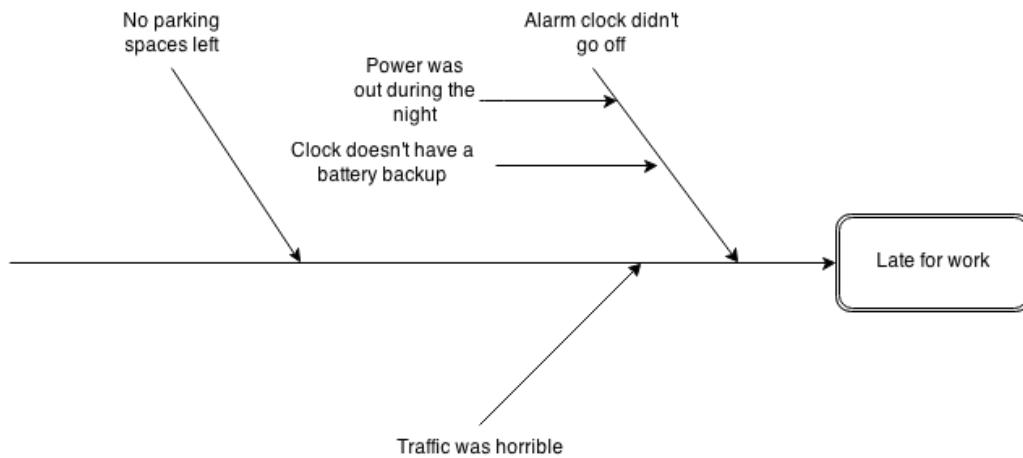 No parking
spaces left
Alarm clock didn't
go off
Power was
out during the
night
Clock doesn't have a
battery backup
Late for work
Traffic was horrible